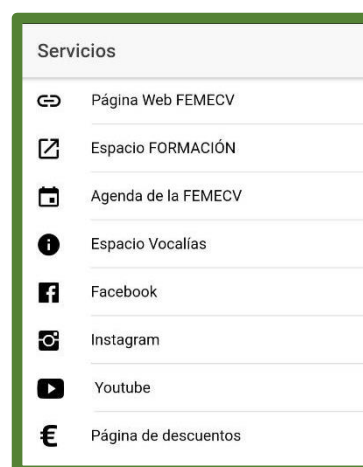 Servicios
Página Web FEMECV
Espacio FORMACIÓN
Agenda de la FEMECV
Espacio Vocalías
Facebook
Instagram
Youtube
Página de descuentos